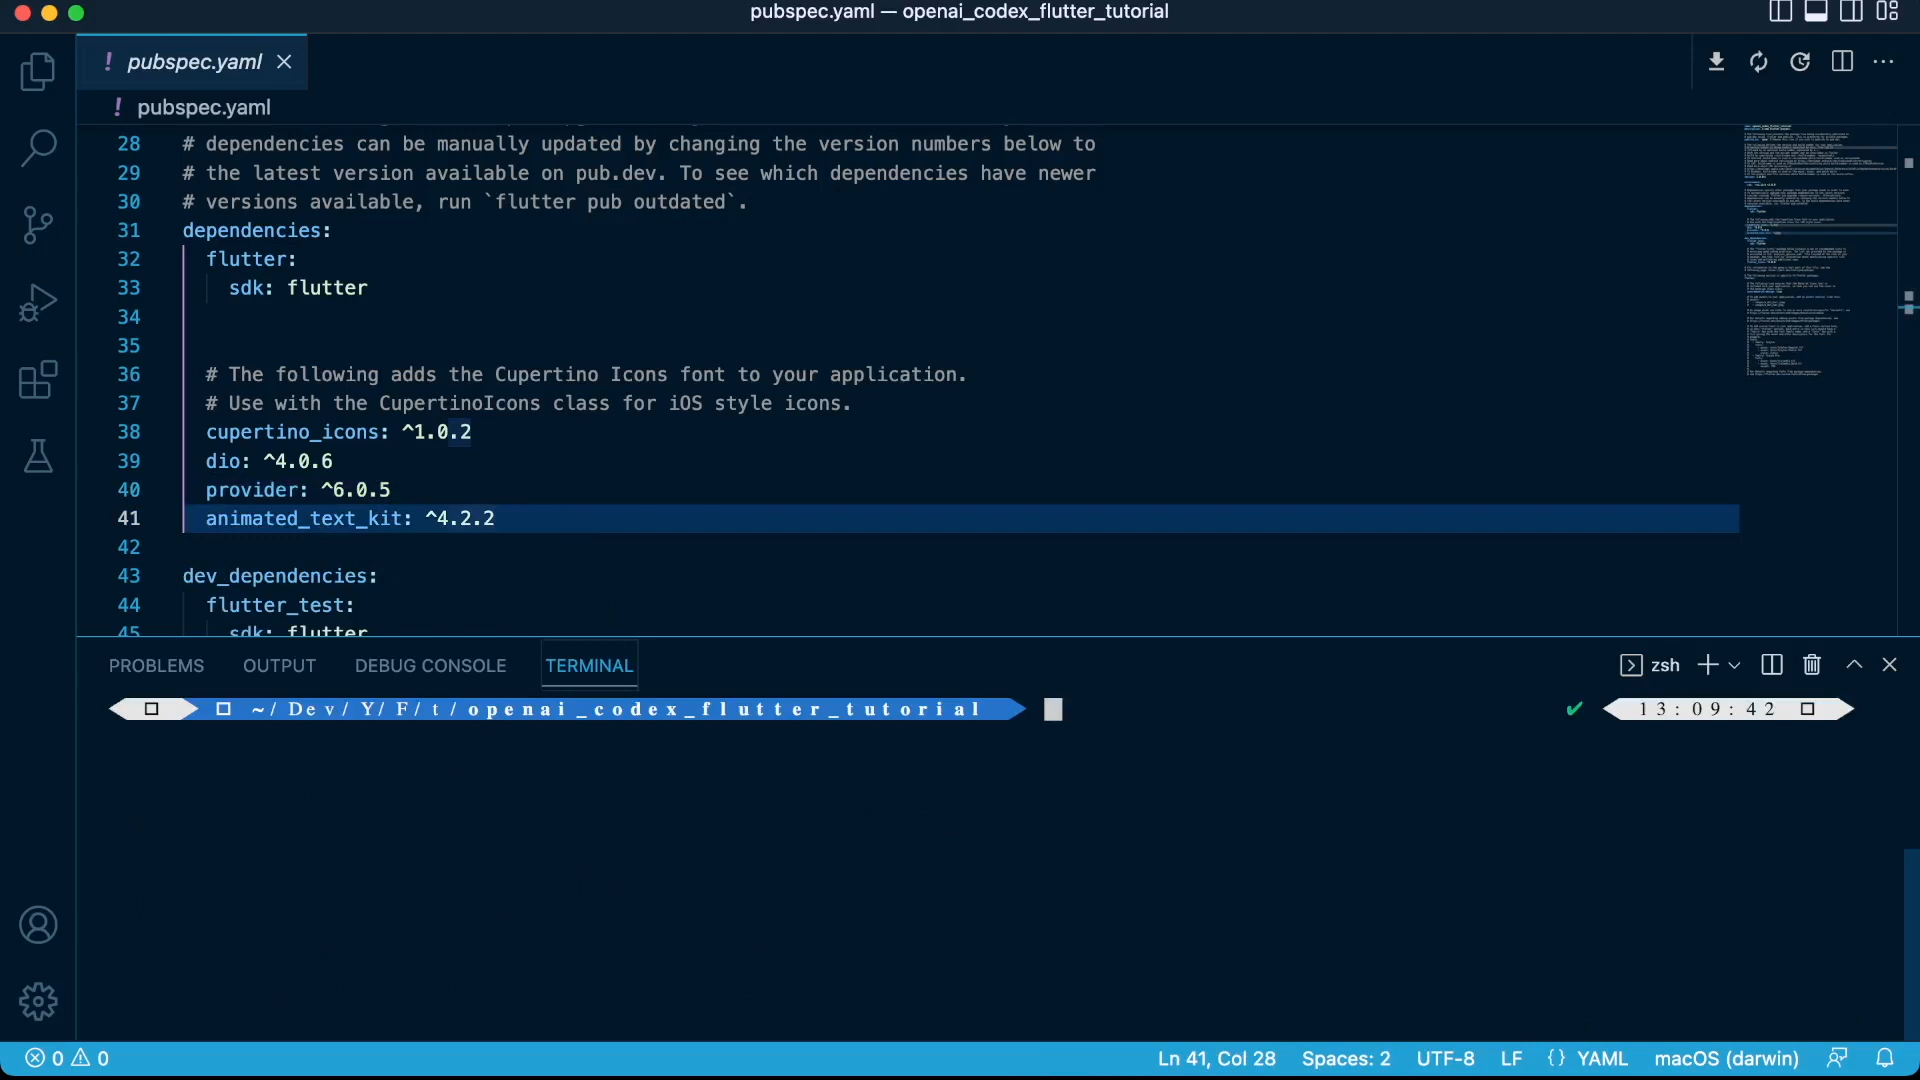 pubspec.yaml — openai_codex_flutter_tutorial
! pubspec.yaml
! pubspec.yaml
28 # dependencies can be manually updated by changing the version numbers below to
29 # the latest version available on pub.dev. To see which dependencies have newer
30 # versions available, run `flutter pub outdated`.
31 dependencies:
32 flutter:
33 sdk: flutter
34
35
36 # The following adds the Cupertino Icons font to your application.
37 # Use with the CupertinoIcons class for iOS style icons.
38 cupertino_icons: ^1.0.2
39 dio: ^4.0.6
40 provider: ^6.0.5
41 animated_text_kit: ^4.2.2
42
43 dev_dependencies:
44 flutter_test:
45 sdk: flutter
PROBLEMS OUTPUT DEBUG CONSOLE TERMINAL zsh
~/Dev/Y/F/t/openai_codex_flutter_tutorial 13:09:42
0 0 Ln 41, Col 28 Spaces: 2 UTF-8 LF {} YAML macOS (darwin)